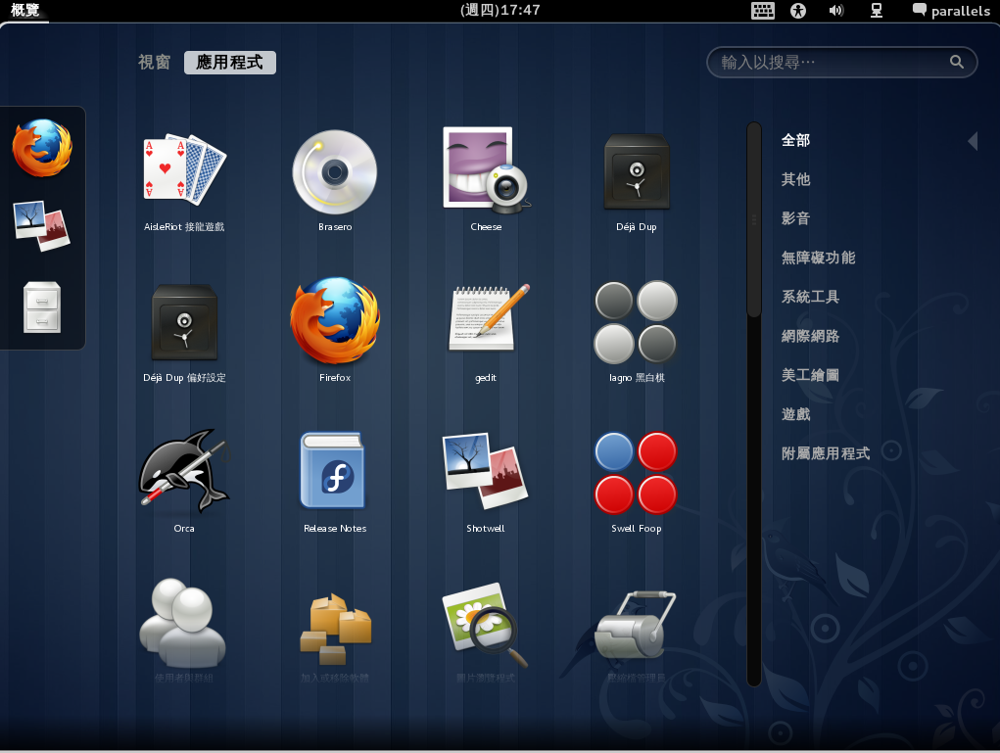 概覽
(週四)17:47
parallels
視窗
應用程式
輸入以搜尋…
AisleRiot 接龍遊戲
Brasero
Cheese
Déjà Dup
Déjà Dup 偏好設定
Firefox
gedit
Iagno 黑白棋
Orca
Release Notes
Shotwell
Swell Foop
使用者與群組
加入或移除軟體
圖片瀏覽程式
壓縮檔管理員
全部
其他
影音
無障礙功能
系統工具
網際網路
美工繪圖
遊戲
附屬應用程式